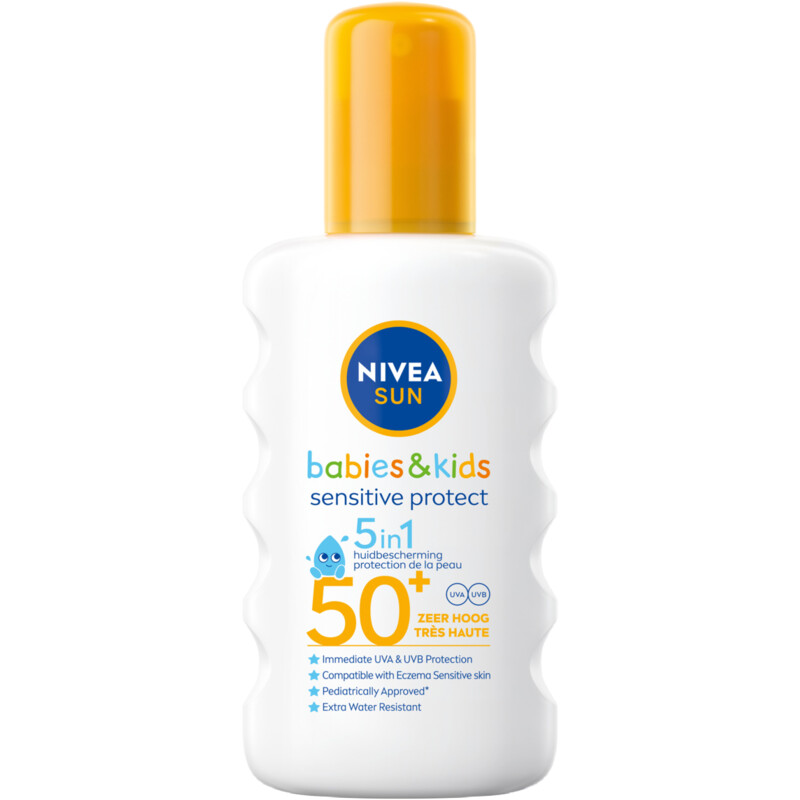 NIVEA
SUN
babies&kids
sensitive protect
5in1
huidbescherming
protection de la peau
50+
UVA UVB
ZEER HOOG
TRÈS HAUTE
Immediate UVA & UVB Protection
Compatible with Eczema Sensitive skin
Pediatrically Approved*
Extra Water Resistant